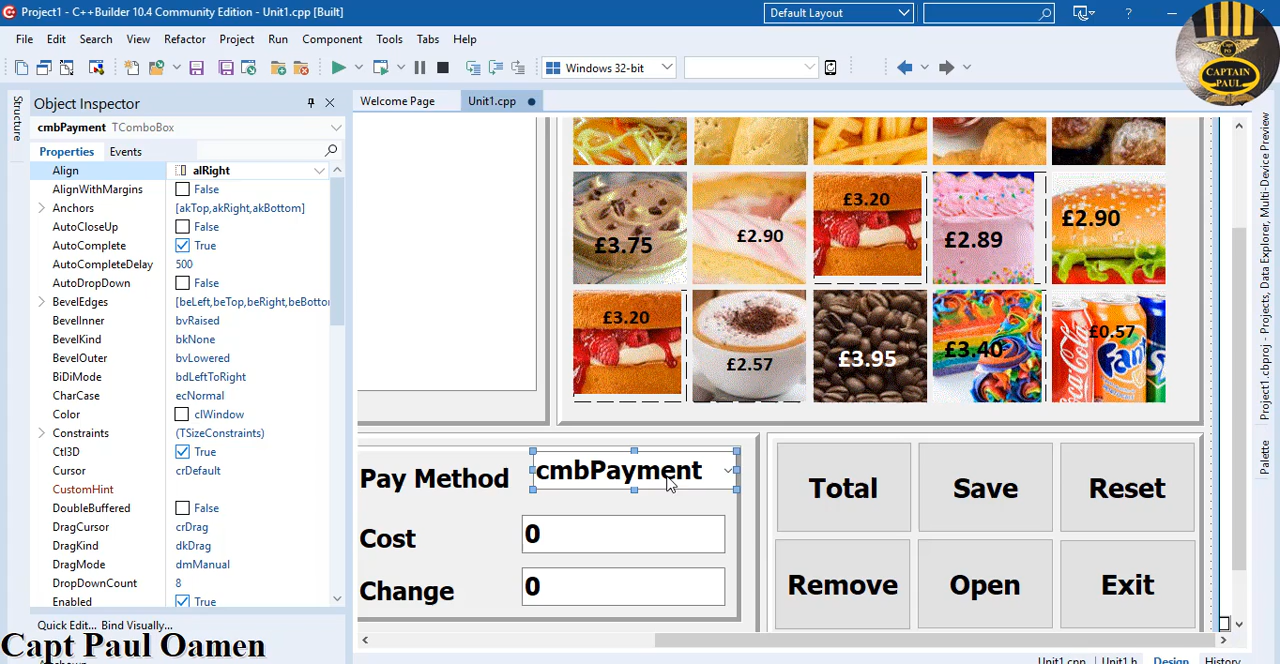 Project1 - C++Builder 10.4 Community Edition - Unit1.cpp [Built]
Default Layout
?
File Edit Search View Refactor Project Run Component Tools Tabs Help
Windows 32-bit
CAPTAIN
PAUL
Structure
Object Inspector
cmbPayment TComboBox
Properties Events
Align alRight
AlignWithMargins False
Anchors [akTop,akRight,akBottom]
AutoCloseUp False
AutoComplete True
AutoCompleteDelay 500
AutoDropDown False
BevelEdges [beLeft,beTop,beRight,beBottom
BevelInner bvRaised
BevelKind bkNone
BevelOuter bvLowered
BiDiMode bdLeftToRight
CharCase ecNormal
Color clWindow
Constraints (TSizeConstraints)
Ctl3D True
Cursor crDefault
CustomHint
DoubleBuffered False
DragCursor crDrag
DragKind dkDrag
DragMode dmManual
DropDownCount 8
Enabled True
Quick Edit... Bind Visually...
Capt Paul Oamen
Welcome Page Unit1.cpp
£3.75 £2.90 £3.20 £2.89 £2.90
£3.20 £2.57 £3.95 £3.40 £0.57
Fanta
Pay Method cmbPayment
Cost 0
Change 0
Total Save Reset
Remove Open Exit
Unit1.cpp Unit1.h Design History
Project1.cbproj - Projects, Data Explorer, Multi-Device Preview
Palette